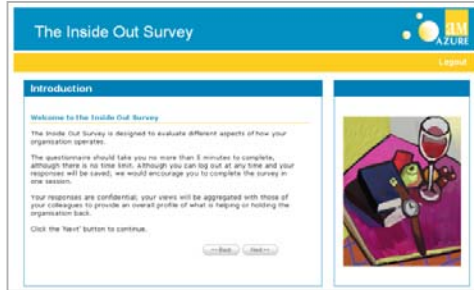 The Inside Out Survey
am
AZURE
Logout
Introduction
Welcome to the Inside Out Survey
The Inside Out Survey is designed to evaluate different aspects of how your
organisation operates.
The questionnaire should take you no more than 5 minutes to complete,
although there is no time limit. Although you can log out at any time and your
responses will be saved, we would encourage you to complete the survey in
one session.
Your responses are confidential; your views will be aggregated with those of
your colleagues to provide an overall profile of what is helping or holding the
organisation back.
Click the 'Next' button to continue.
Back Next